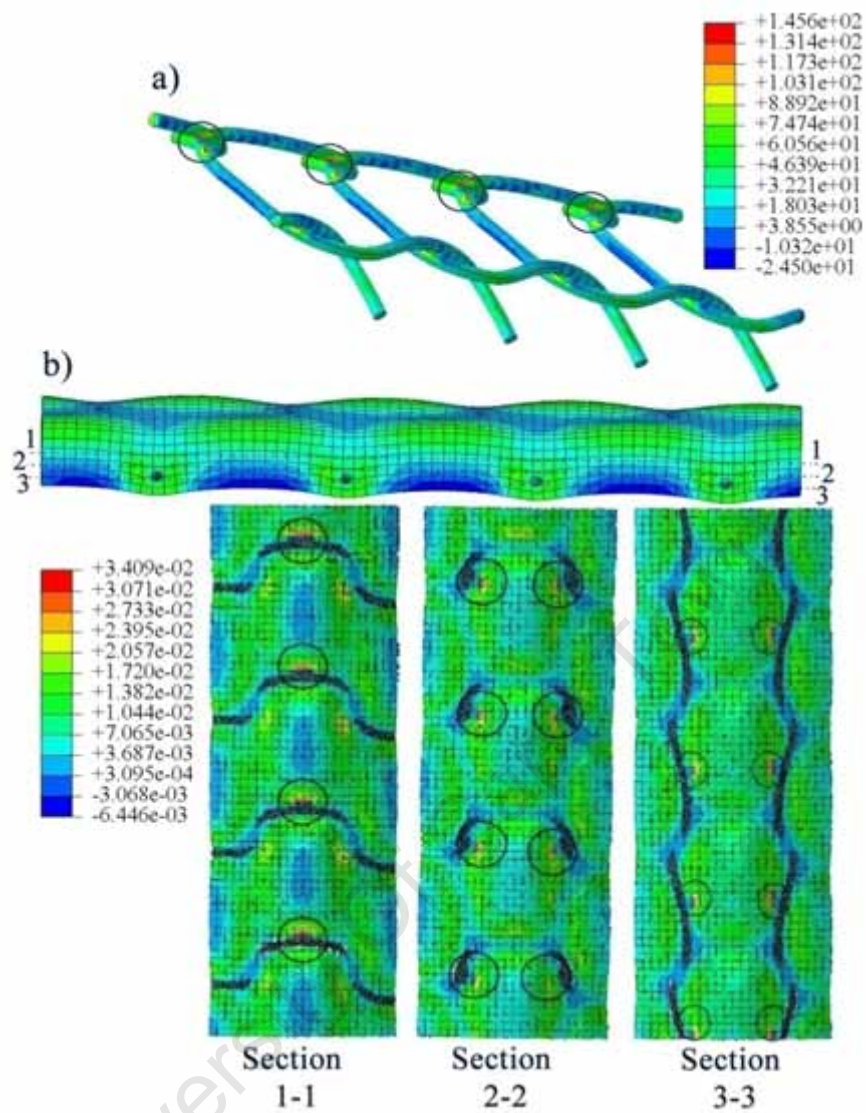 a)
+1.456e+02
+1.314e+02
+1.173e+02
+1.031e+02
+8.892e+01
+7.474e+01
+6.056e+01
+4.639e+01
+3.221e+01
+1.803e+01
+3.855e+00
-1.032e+01
-2.450e+01
b)
1
2
3
1
2
3
+3.409e-02
+3.071e-02
+2.733e-02
+2.395e-02
+2.057e-02
+1.720e-02
+1.382e-02
+1.044e-02
+7.065e-03
+3.687e-03
+3.095e-04
-3.068e-03
-6.446e-03
Section
1-1
Section
2-2
Section
3-3